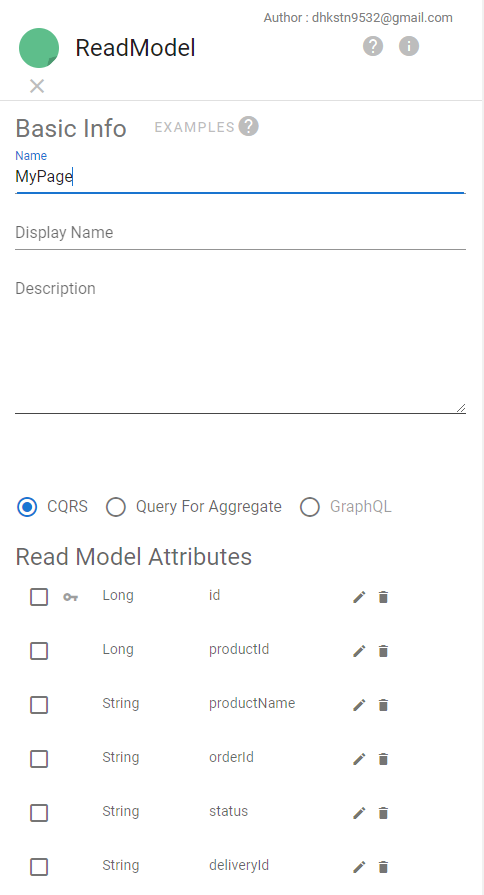 Author : dhkstn9532@gmail.com
ReadModel
Basic Info EXAMPLES
Name
MyPage
Display Name
Description
CQRS Query For Aggregate GraphQL
Read Model Attributes
Long id
Long productId
String productName
String orderId
String status
String deliveryId